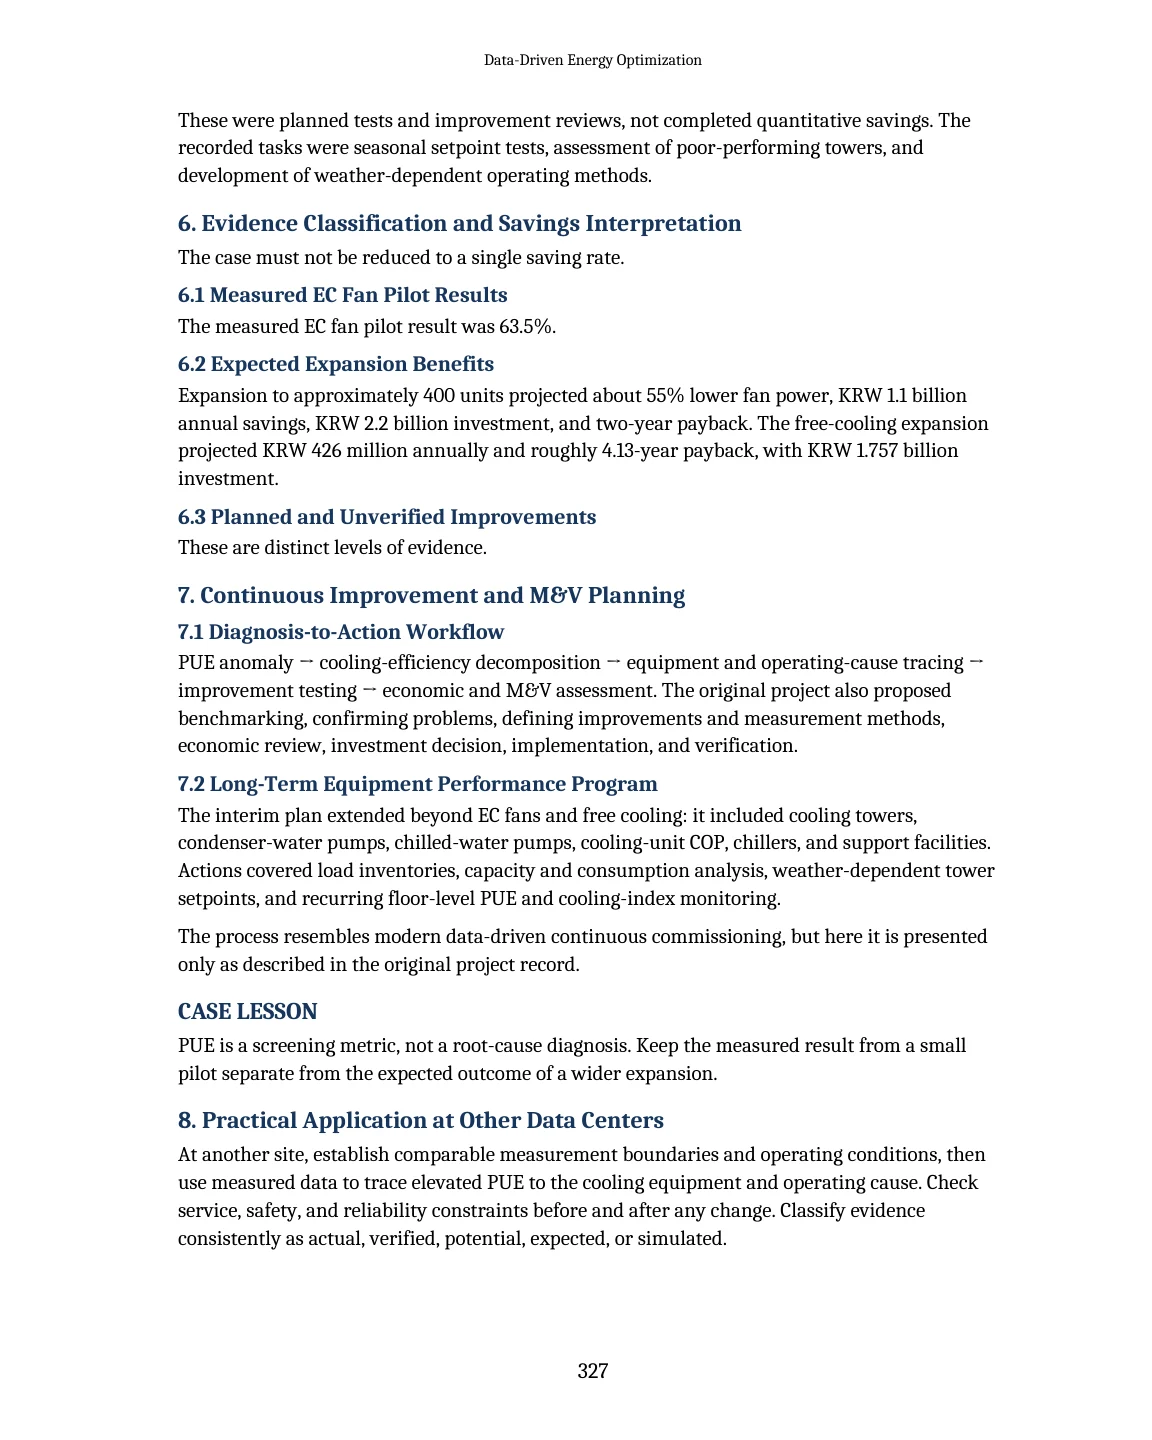 Data-Driven Energy Optimization
These were planned tests and improvement reviews, not completed quantitative savings. The
recorded tasks were seasonal setpoint tests, assessment of poor-performing towers, and
development of weather-dependent operating methods.
6. Evidence Classification and Savings Interpretation
The case must not be reduced to a single saving rate.
6.1 Measured EC Fan Pilot Results
The measured EC fan pilot result was 63.5%.
6.2 Expected Expansion Benefits
Expansion to approximately 400 units projected about 55% lower fan power, KRW 1.1 billion
annual savings, KRW 2.2 billion investment, and two-year payback. The free-cooling expansion
projected KRW 426 million annually and roughly 4.13-year payback, with KRW 1.757 billion
investment.
6.3 Planned and Unverified Improvements
These are distinct levels of evidence.
7. Continuous Improvement and M&V Planning
7.1 Diagnosis-to-Action Workflow
PUE anomaly → cooling-efficiency decomposition → equipment and operating-cause tracing →
improvement testing → economic and M&V assessment. The original project also proposed
benchmarking, confirming problems, defining improvements and measurement methods,
economic review, investment decision, implementation, and verification.
7.2 Long-Term Equipment Performance Program
The interim plan extended beyond EC fans and free cooling: it included cooling towers,
condenser-water pumps, chilled-water pumps, cooling-unit COP, chillers, and support facilities.
Actions covered load inventories, capacity and consumption analysis, weather-dependent tower
setpoints, and recurring floor-level PUE and cooling-index monitoring.
The process resembles modern data-driven continuous commissioning, but here it is presented
only as described in the original project record.
CASE LESSON
PUE is a screening metric, not a root-cause diagnosis. Keep the measured result from a small
pilot separate from the expected outcome of a wider expansion.
8. Practical Application at Other Data Centers
At another site, establish comparable measurement boundaries and operating conditions, then
use measured data to trace elevated PUE to the cooling equipment and operating cause. Check
service, safety, and reliability constraints before and after any change. Classify evidence
consistently as actual, verified, potential, expected, or simulated.
327